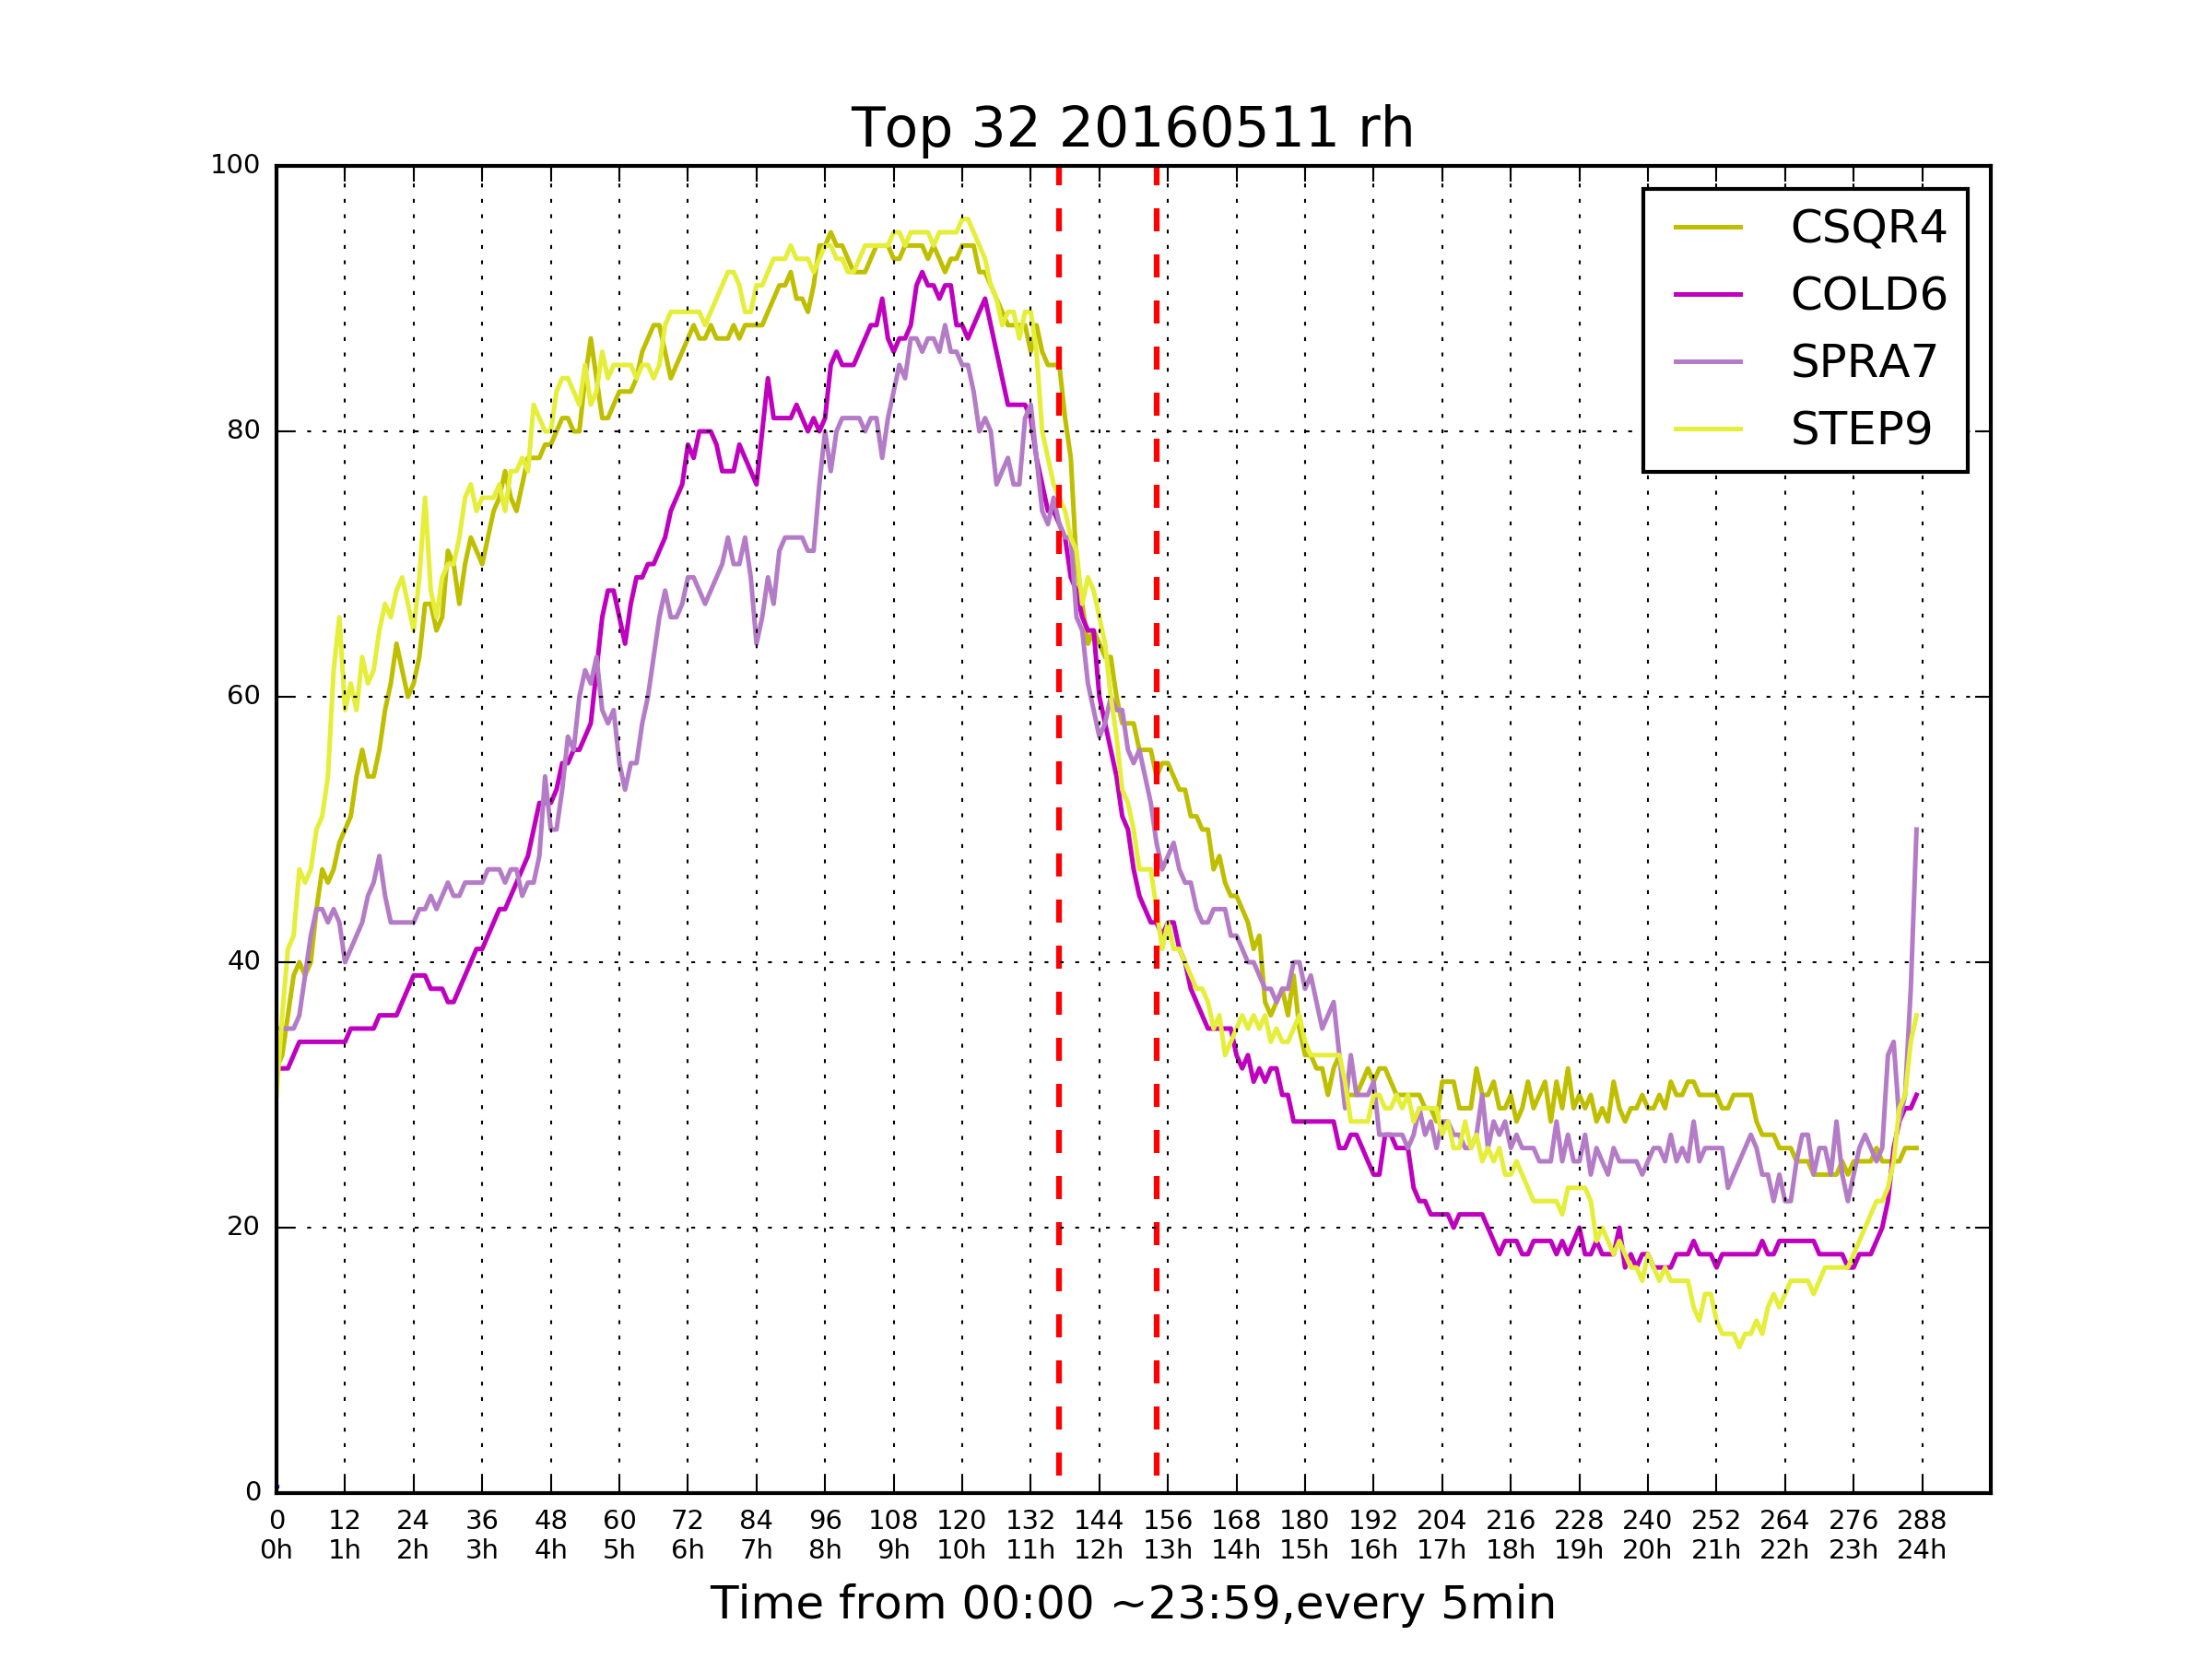 Top 32 20160511 rh
100
80
60
40
20
0
CSQR4
COLD6
SPRA7
STEP9
0 12 24 36 48 60 72 84 96 108 120 132 144 156 168 180 192 204 216 228 240 252 264 276 288
0h 1h 2h 3h 4h 5h 6h 7h 8h 9h 10h 11h 12h 13h 14h 15h 16h 17h 18h 19h 20h 21h 22h 23h 24h
Time from 00:00 ~23:59,every 5min